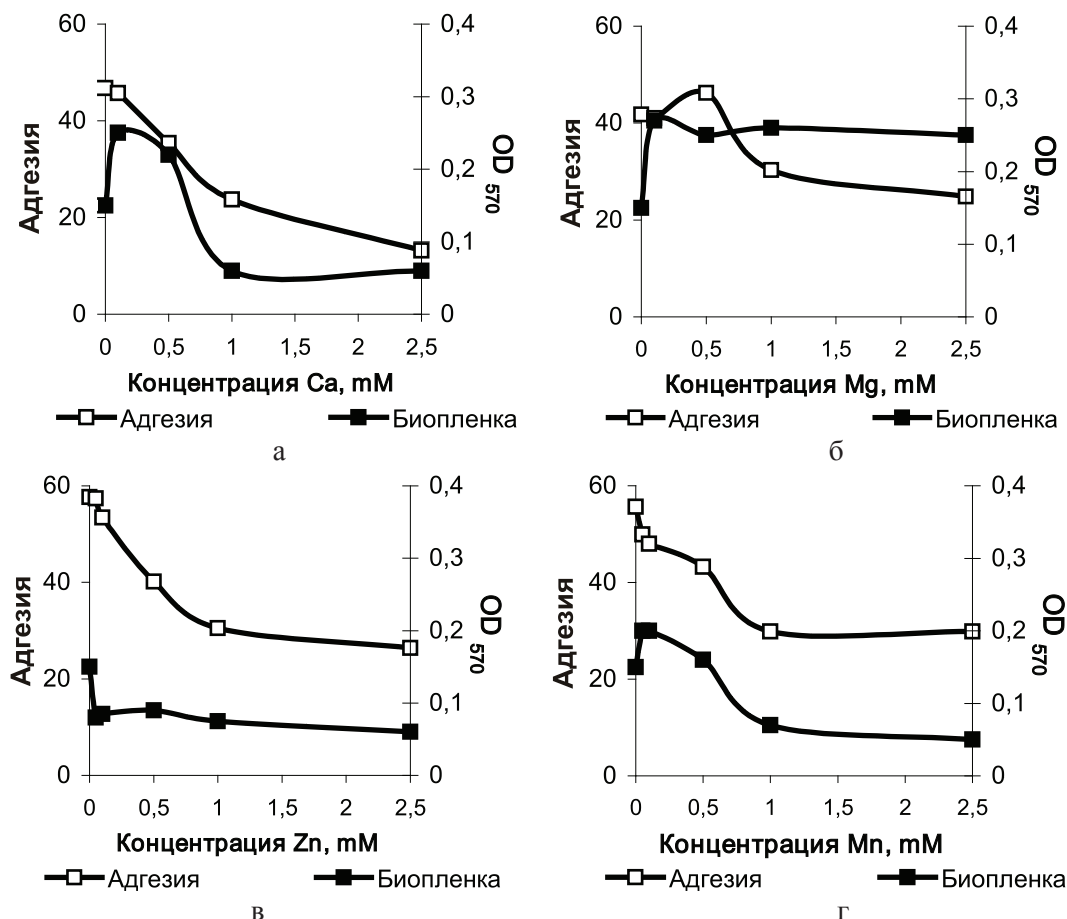 60
40
20
0
Адгезия
0,4
0,3
0,2
0,1
0
OD 570
0 0,5 1 1,5 2 2,5
Концентрация Ca, mM
Адгезия Биопленка
а
60
40
20
0
Адгезия
0,4
0,3
0,2
0,1
0
OD 570
0 0,5 1 1,5 2 2,5
Концентрация Mg, mM
Адгезия Биопленка
б
60
40
20
0
Адгезия
0,4
0,3
0,2
0,1
0
OD 570
0 0,5 1 1,5 2 2,5
Концентрация Zn, mM
Адгезия Биопленка
в
60
40
20
0
Адгезия
0,4
0,3
0,2
0,1
0
OD 570
0 0,5 1 1,5 2 2,5
Концентрация Mn, mM
Адгезия Биопленка
г